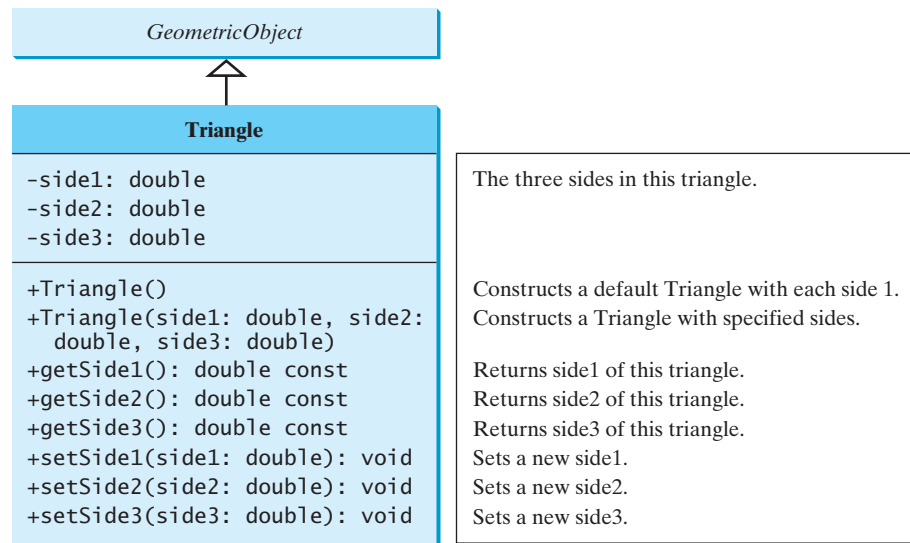 GeometricObject
Triangle
-side1: double
-side2: double
-side3: double
The three sides in this triangle.
+Triangle()
+Triangle(side1: double, side2:
double, side3: double)
+getSide1(): double const
+getSide2(): double const
+getSide3(): double const
+setSide1(side1: double): void
+setSide2(side2: double): void
+setSide3(side3: double): void
Constructs a default Triangle with each side 1.
Constructs a Triangle with specified sides.
Returns side1 of this triangle.
Returns side2 of this triangle.
Returns side3 of this triangle.
Sets a new side1.
Sets a new side2.
Sets a new side3.